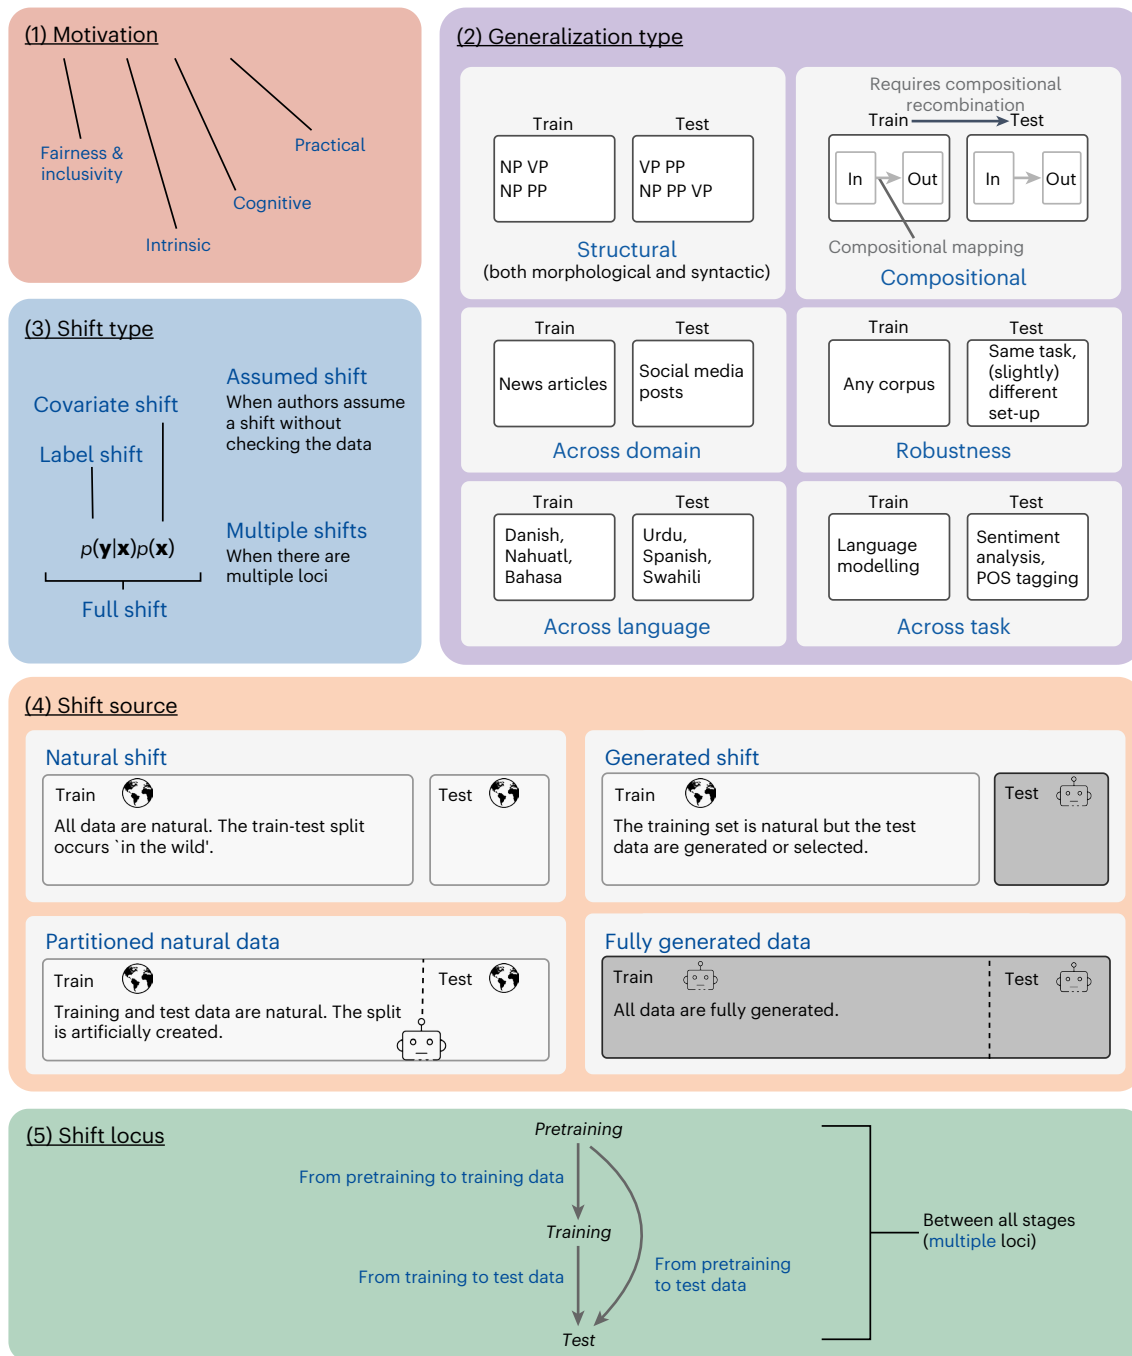 (1) Motivation
Fairness &
inclusivity
Practical
Cognitive
Intrinsic
(2) Generalization type
Train
Test
NP VP
NP PP
VP PP
NP PP VP
Structural
(both morphological and syntactic)
Requires compositional
recombination
Train
Test
In
Out
In
Out
Compositional mapping
Compositional
Train
Test
News articles
Social media
posts
Across domain
Train
Test
Any corpus
Same task,
(slightly)
different
set-up
Robustness
Train
Test
Danish,
Nahuatl,
Bahasa
Urdu,
Spanish,
Swahili
Across language
Train
Test
Language
modelling
Sentiment
analysis,
POS tagging
Across task
(3) Shift type
Covariate shift
Label shift
p(y|x)p(x)
Full shift
Assumed shift
When authors assume
a shift without
checking the data
Multiple shifts
When there are
multiple loci
(4) Shift source
Natural shift
Train
Test
All data are natural. The train-test split
occurs `in the wild'.
Generated shift
Train
Test
The training set is natural but the test
data are generated or selected.
Partitioned natural data
Train
Test
Training and test data are natural. The split
is artificially created.
Fully generated data
Train
Test
All data are fully generated.
(5) Shift locus
Pretraining
From pretraining to training data
Training
From training to test data
From pretraining
to test data
Test
Between all stages
(multiple loci)